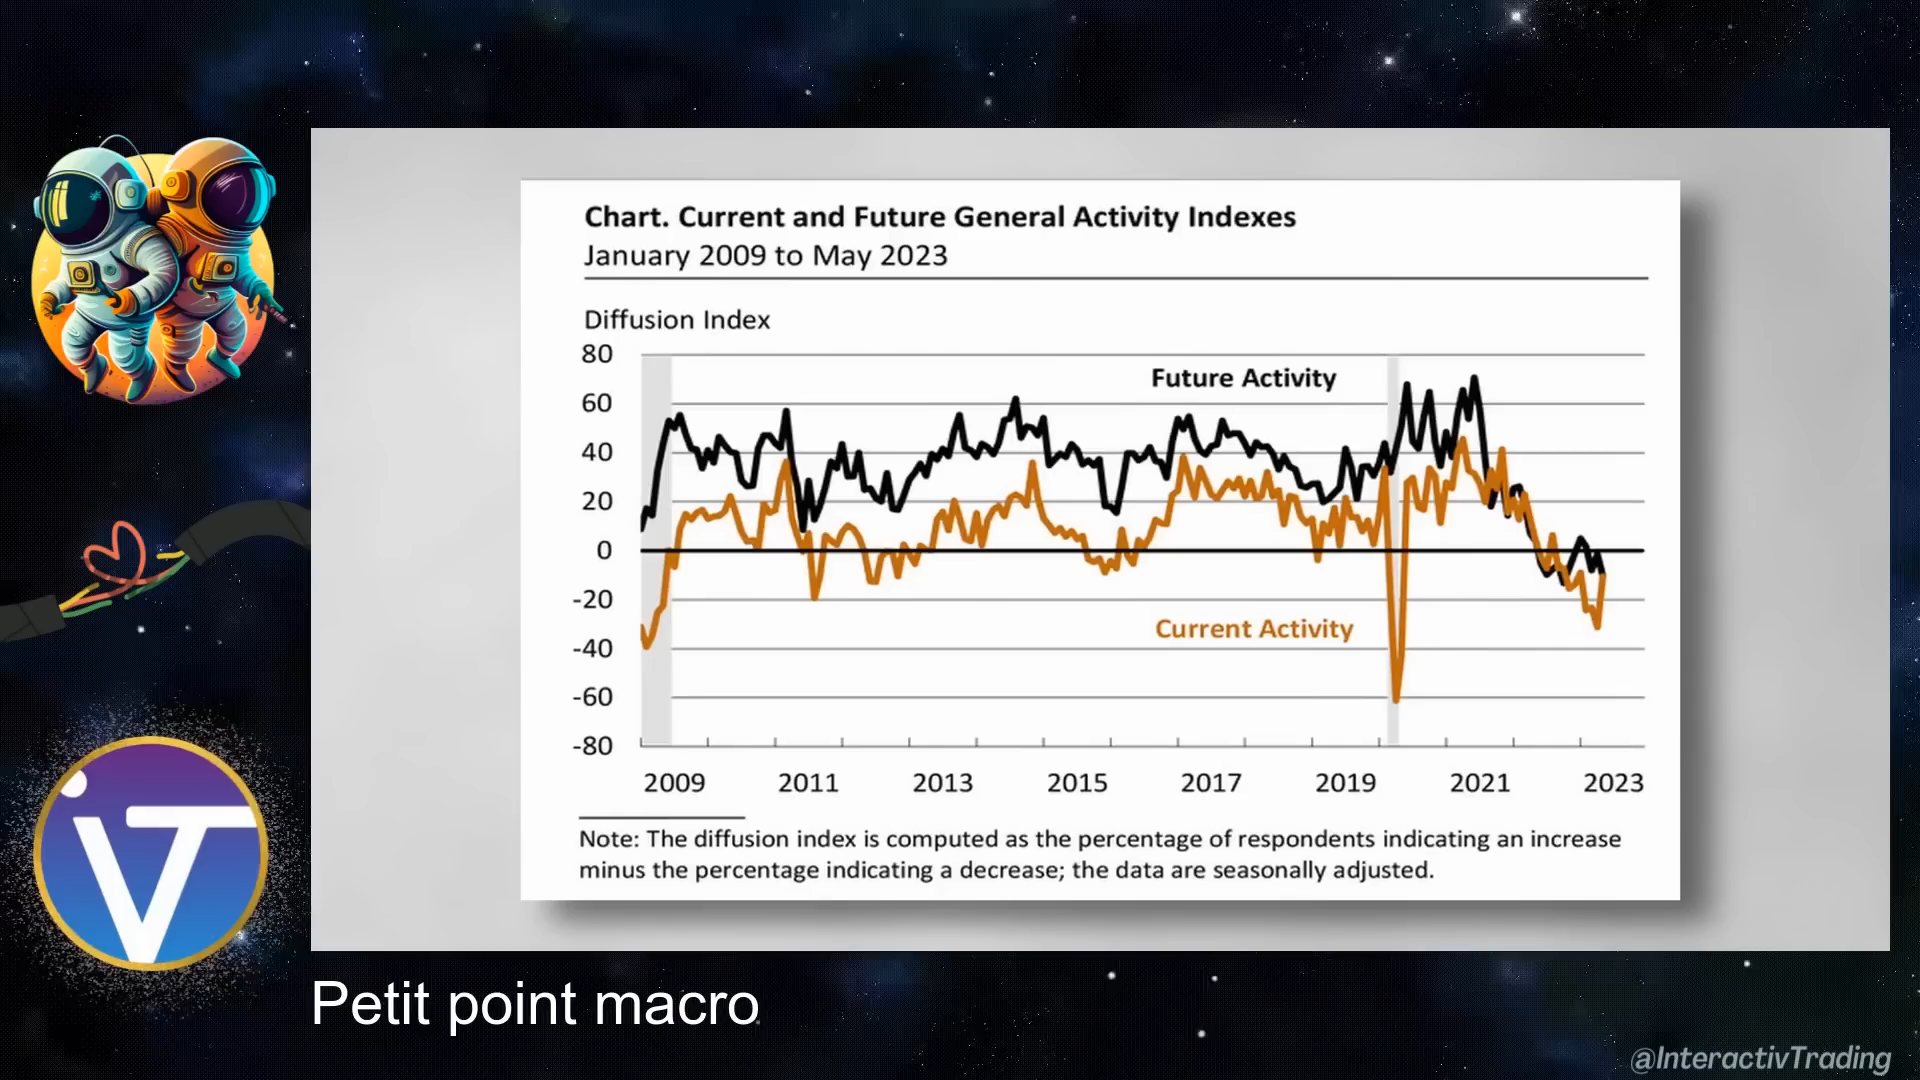 Chart. Current and Future General Activity Indexes
January 2009 to May 2023
Diffusion Index
80
60
40
20
0
-20
-40
-60
-80
Future Activity
Current Activity
2009 2011 2013 2015 2017 2019 2021 2023
Note: The diffusion index is computed as the percentage of respondents indicating an increase
minus the percentage indicating a decrease; the data are seasonally adjusted.
iT
Petit point macro
@InteractivTrading